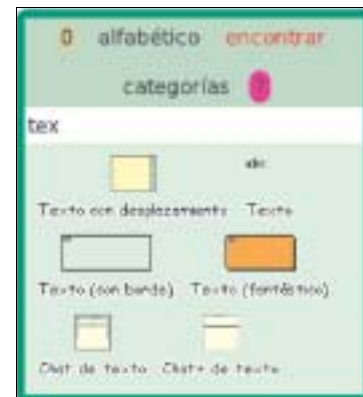 0 alfabético encontrar
categorías ?
tex
abc
Texto con desplazamiento Texto
Texto (con borde) Texto (fantástico)
Chat de texto Chat+ de texto